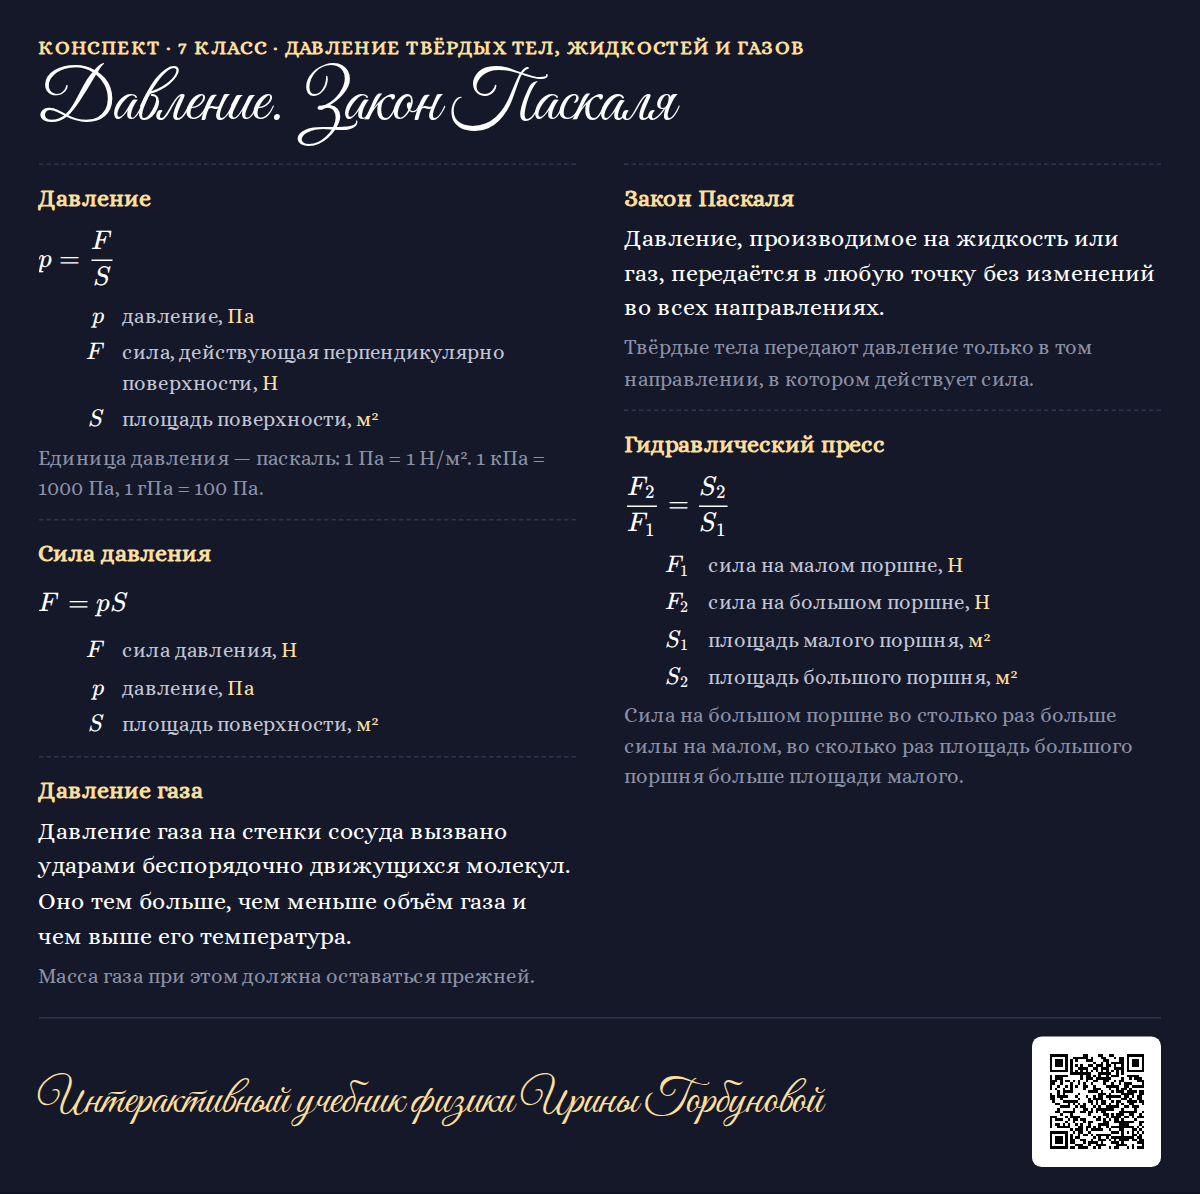 КОНСПЕКТ · 7 КЛАСС · ДАВЛЕНИЕ ТВЁРДЫХ ТЕЛ, ЖИДКОСТЕЙ И ГАЗОВ
Давление. Закон Паскаля
Давление
p = F/S
p давление, Па
F сила, действующая перпендикулярно
поверхности, Н
S площадь поверхности, м²
Единица давления — паскаль: 1 Па = 1 Н/м². 1 кПа =
1000 Па, 1 гПа = 100 Па.
Сила давления
F = pS
F сила давления, Н
p давление, Па
S площадь поверхности, м²
Давление газа
Давление газа на стенки сосуда вызвано
ударами беспорядочно движущихся молекул.
Оно тем больше, чем меньше объём газа и
чем выше его температура.
Масса газа при этом должна оставаться прежней.
Закон Паскаля
Давление, производимое на жидкость или
газ, передаётся в любую точку без изменений
во всех направлениях.
Твёрдые тела передают давление только в том
направлении, в котором действует сила.
Гидравлический пресс
F₂/F₁ = S₂/S₁
F₁ сила на малом поршне, Н
F₂ сила на большом поршне, Н
S₁ площадь малого поршня, м²
S₂ площадь большого поршня, м²
Сила на большом поршне во столько раз больше
силы на малом, во сколько раз площадь большого
поршня больше площади малого.
Интерактивный учебник физики Ирины Горбуновой